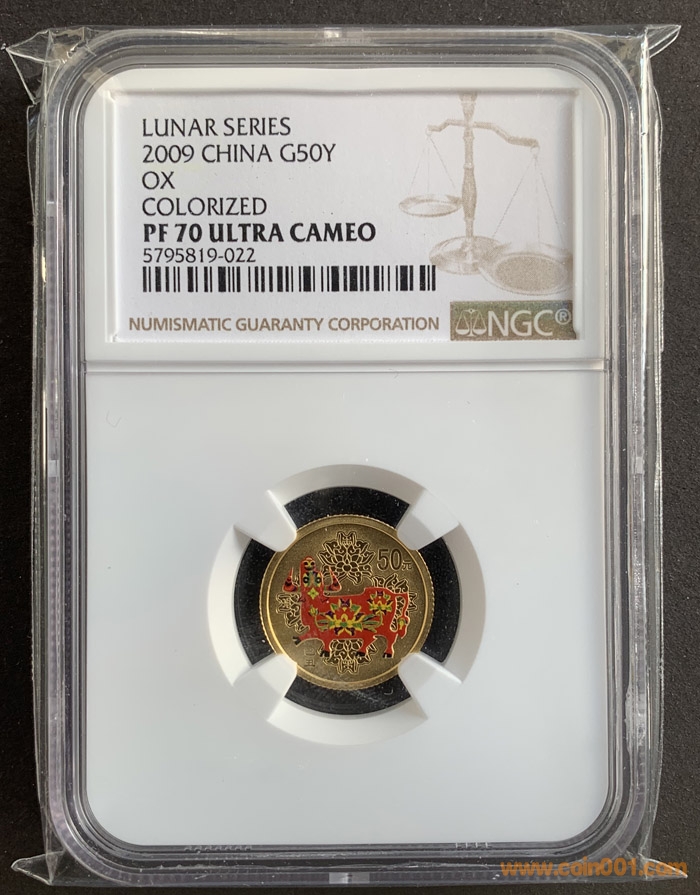 LUNAR SERIES
2009 CHINA G50Y
OX
COLORIZED
PF 70 ULTRA CAMEO
5795819-022
NUMISMATIC GUARANTY CORPORATION
NGC®
50元
www.coin001.com